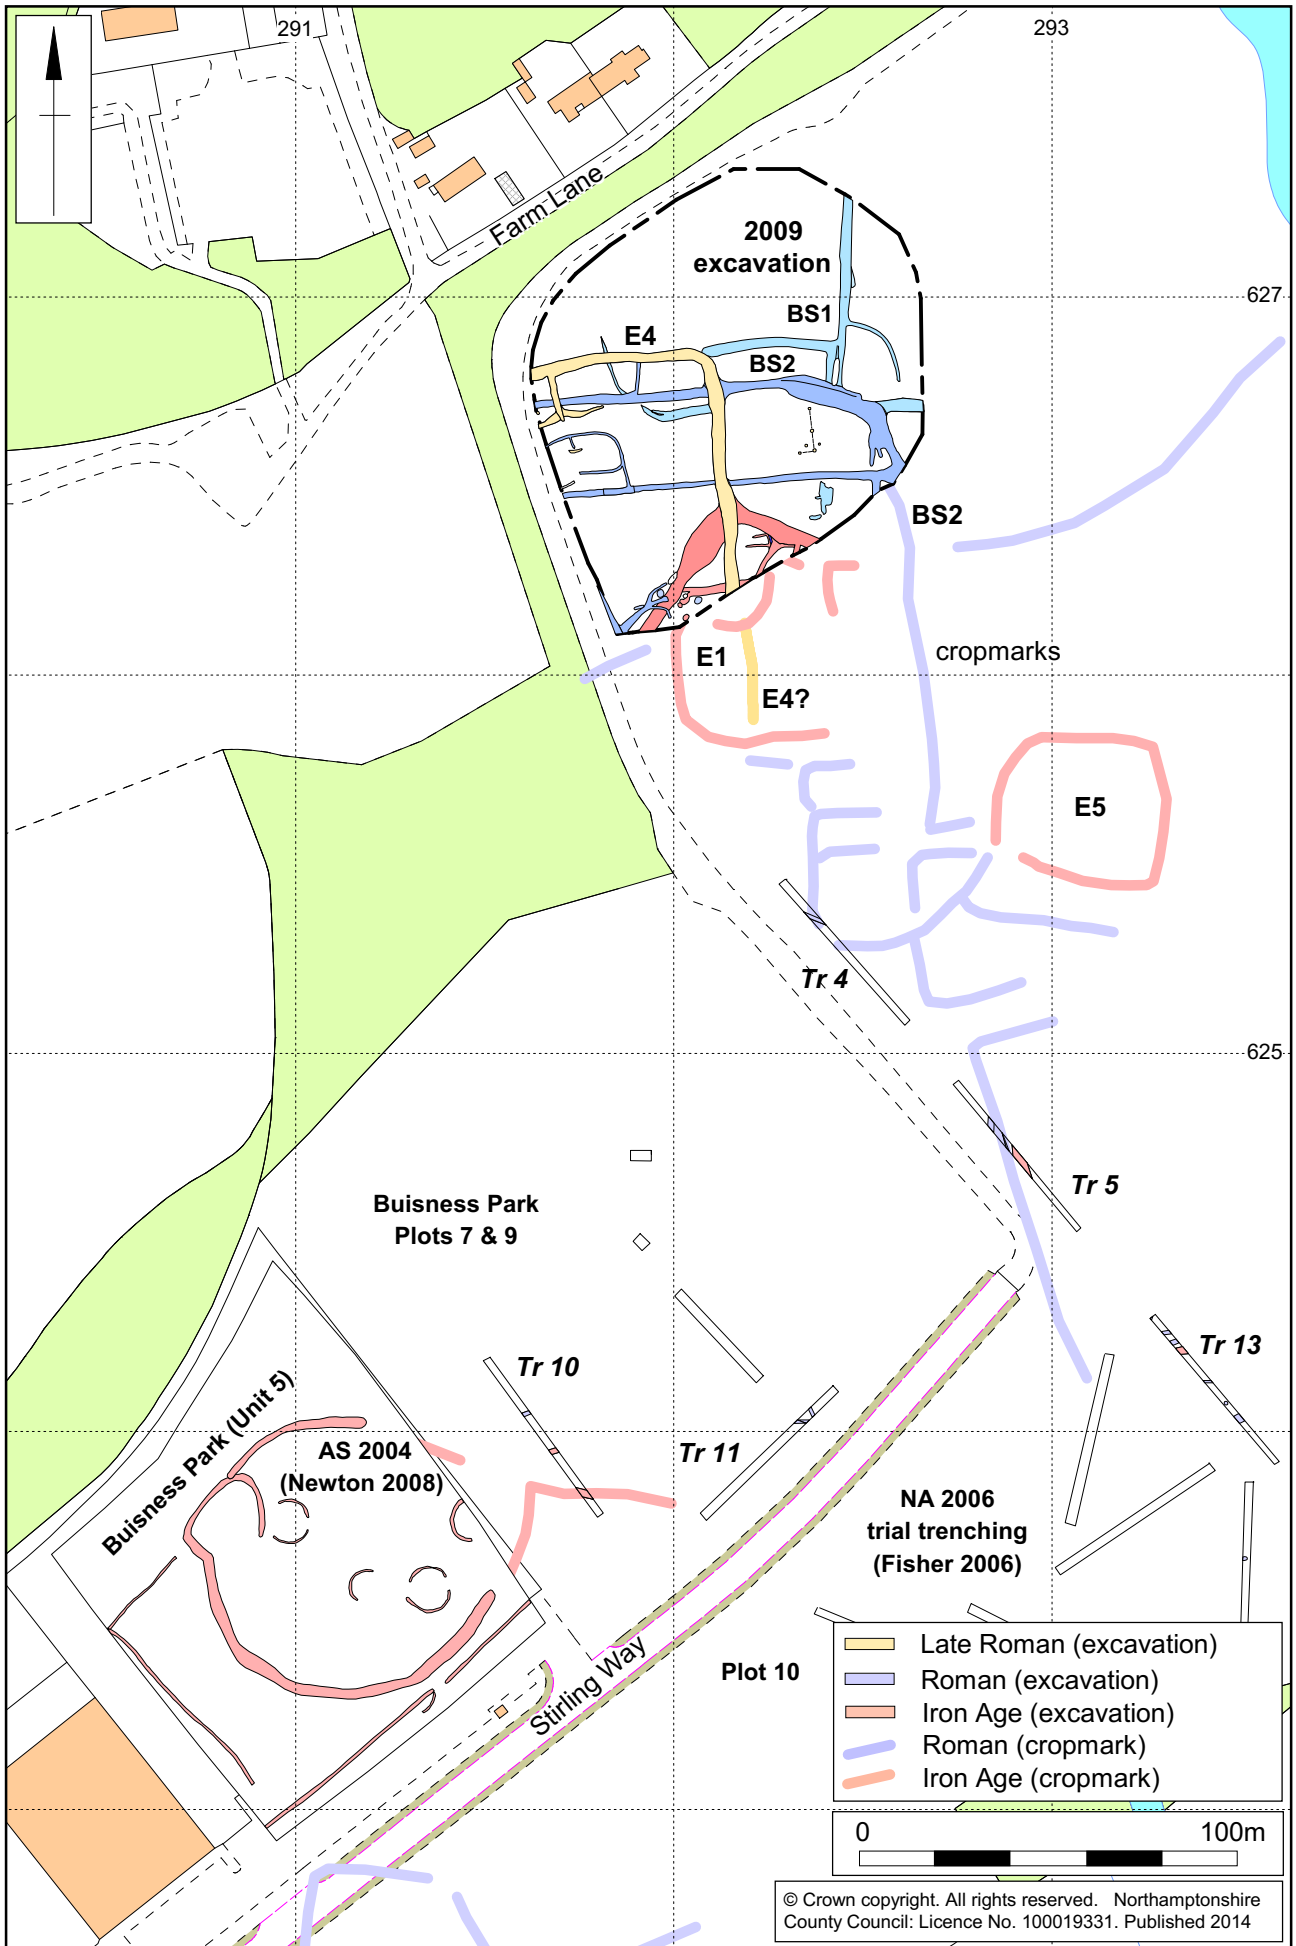 291
293
Farm Lane
2009
excavation
627
BS1
E4
BS2
BS2
cropmarks
E1
E4?
E5
Tr 4
625
Tr 5
Buisness Park
Plots 7 & 9
Tr 13
Tr 10
Buisness Park (Unit 5)
AS 2004
(Newton 2008)
Tr 11
NA 2006
trial trenching
(Fisher 2006)
Stirling Way
Plot 10
Late Roman (excavation)
Roman (excavation)
Iron Age (excavation)
Roman (cropmark)
Iron Age (cropmark)
0 100m
© Crown copyright. All rights reserved. Northamptonshire
County Council: Licence No. 100019331. Published 2014